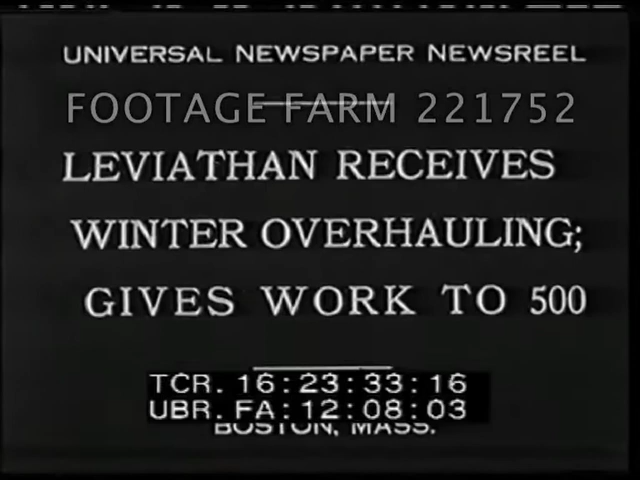 UNIVERSAL NEWSPAPER NEWSREEL
FOOTAGE FARM 221752
LEVIATHAN RECEIVES
WINTER OVERHAULING;
GIVES WORK TO 500
TCR. 16:23:33:16
UBR. FA:12:08:03
BOSTON, MASS.